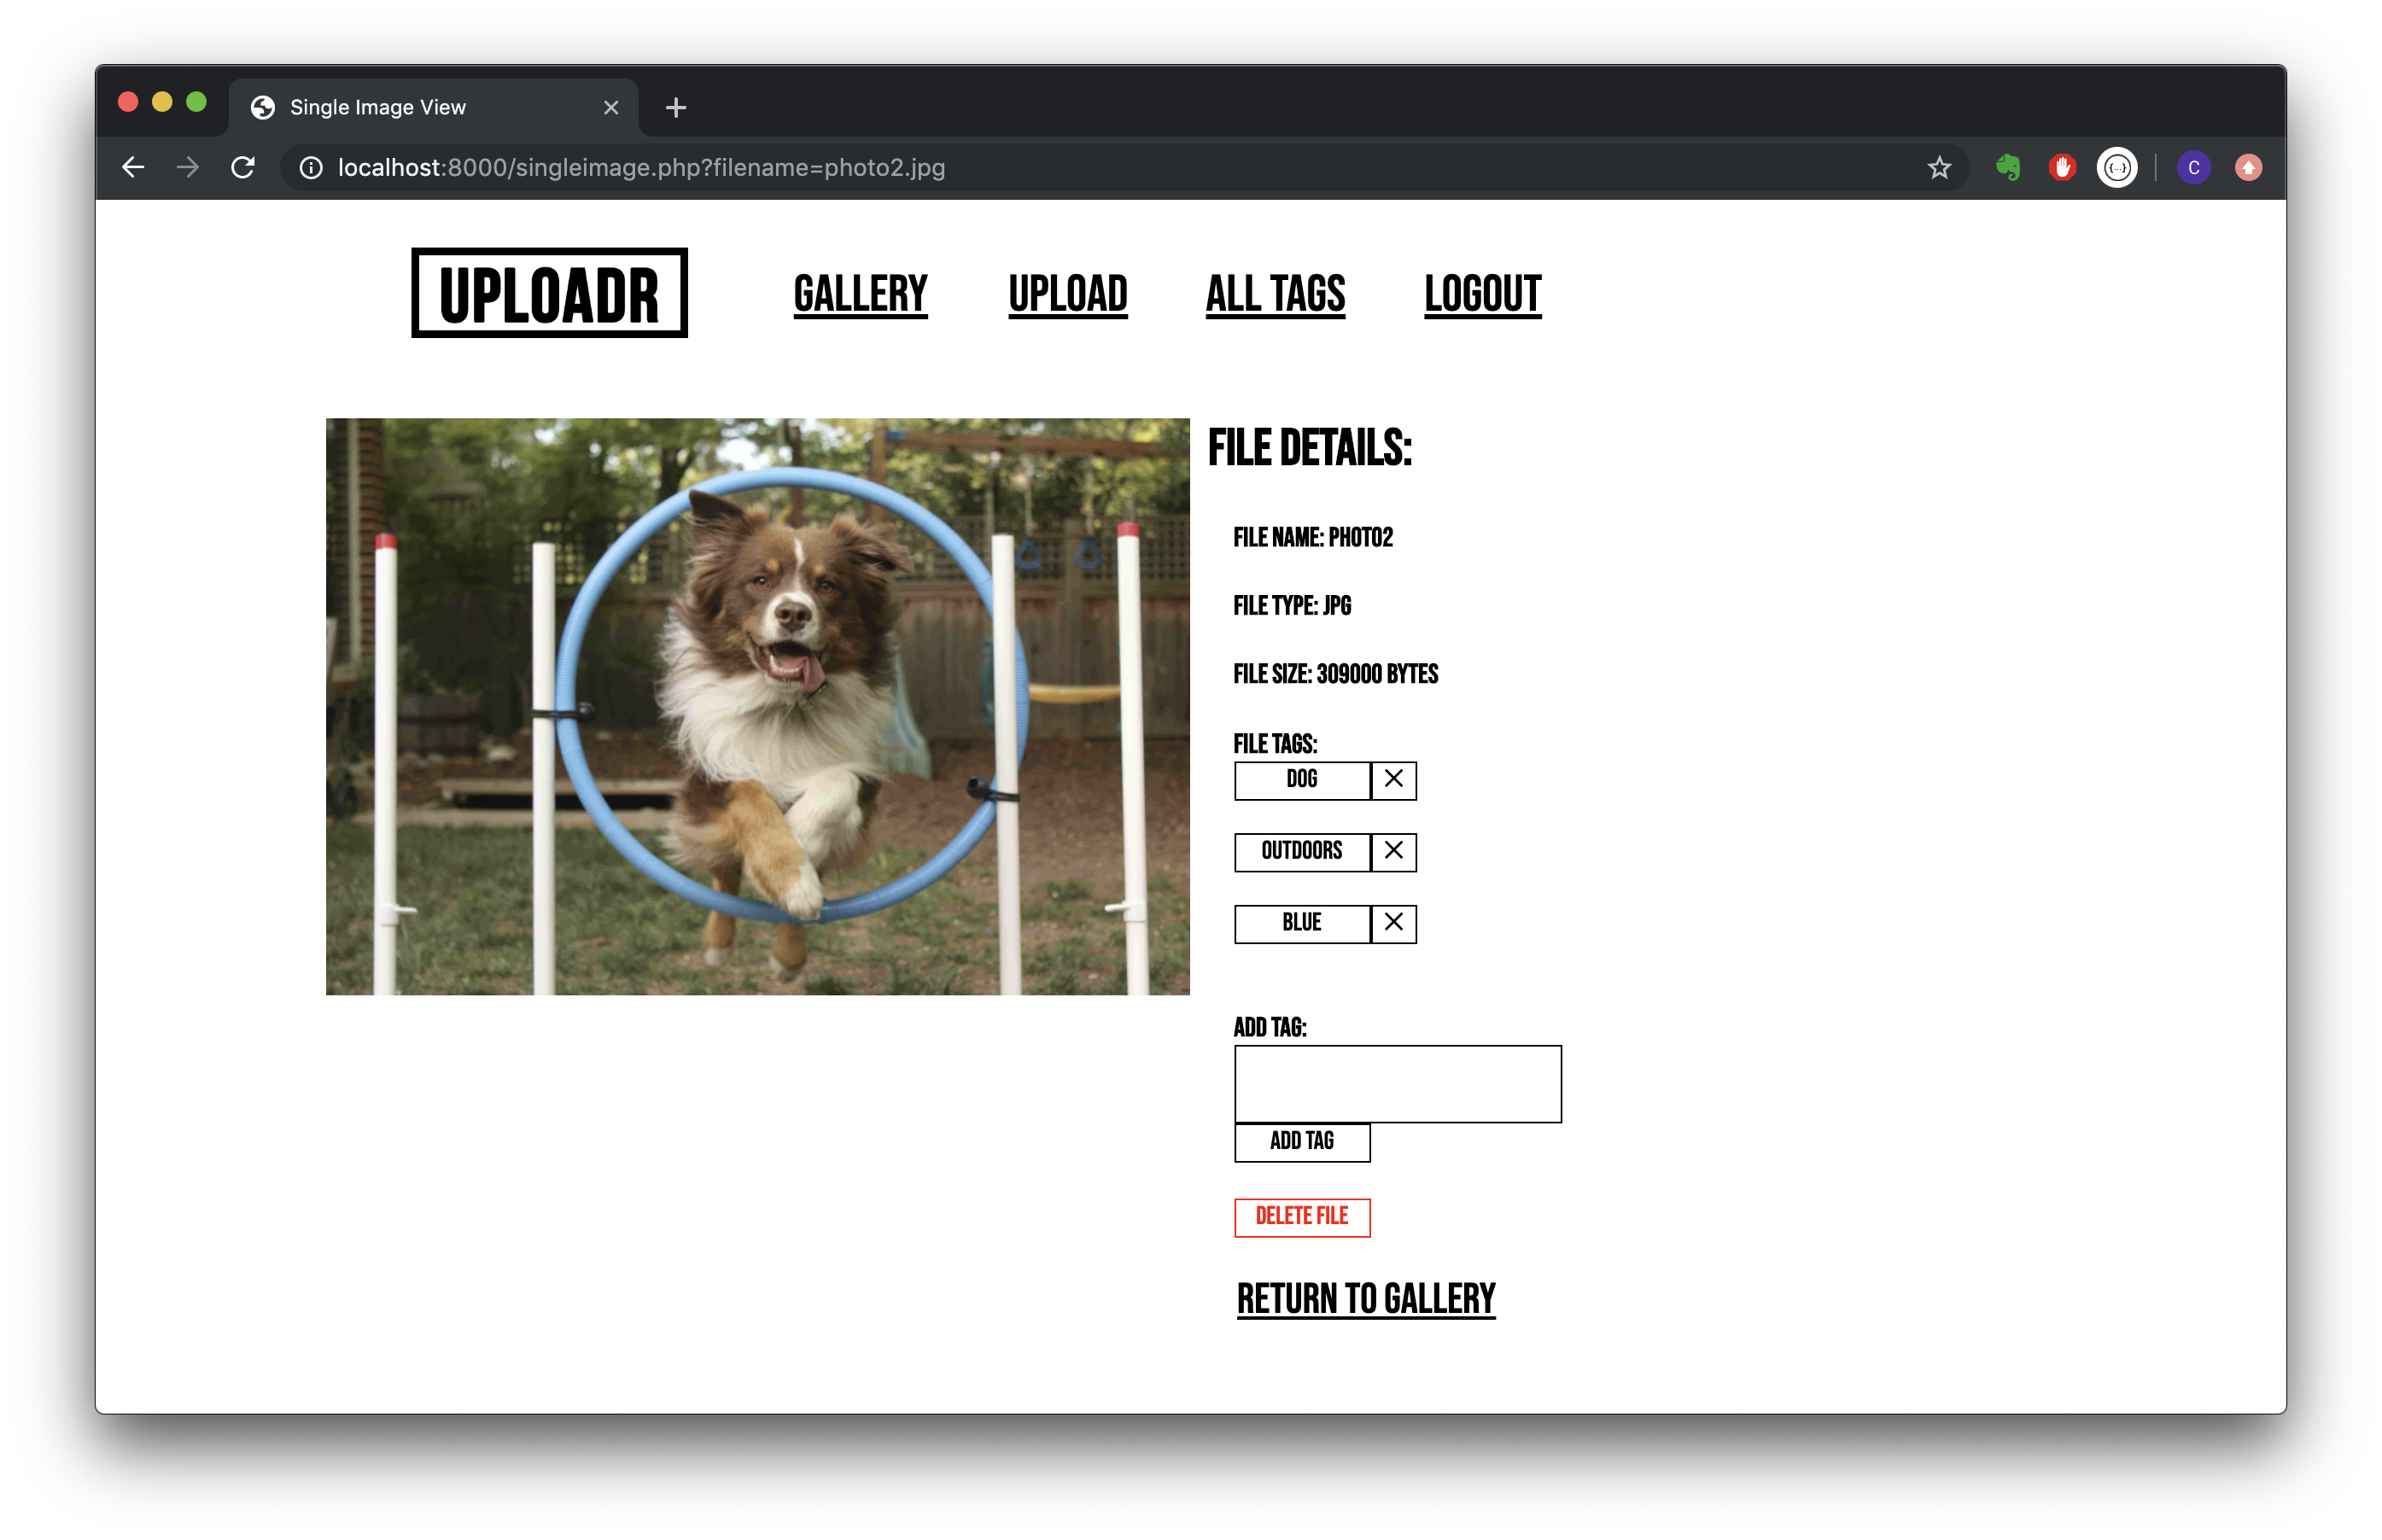 Single Image View
localhost:8000/singleimage.php?filename=photo2.jpg
{...}
C
UPLOADR
GALLERY UPLOAD ALL TAGS LOGOUT
FILE DETAILS:
FILE NAME: PHOTO2
FILE TYPE: JPG
FILE SIZE: 309000 BYTES
FILE TAGS:
DOG
OUTDOORS
BLUE
ADD TAG:
ADD TAG
DELETE FILE
RETURN TO GALLERY